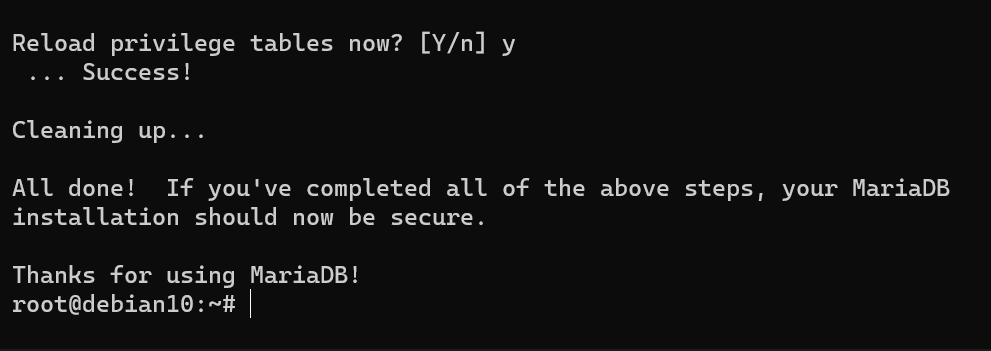 Reload privilege tables now? [Y/n] y
 ... Success!
Cleaning up...
All done!  If you've completed all of the above steps, your MariaDB
installation should now be secure.
Thanks for using MariaDB!
root@debian10:~#